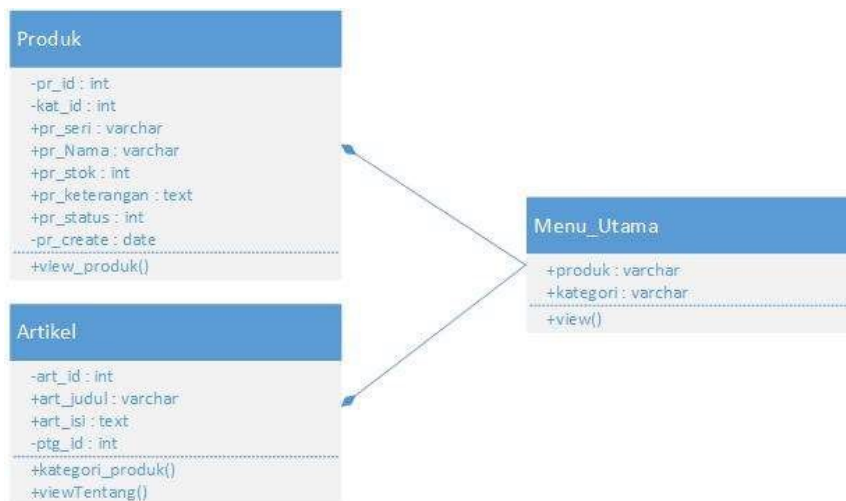 Produk
-pr_id : int
-kat_id : int
+pr_seri : varchar
+pr_Nama : varchar
+pr_stok : int
+pr_keterangan : text
+pr_status : int
-pr_create : date
+view_produk()
Artikel
-art_id : int
+art_judul : varchar
+art_isi : text
-ptg_id : int
+kategori_produk()
+viewTentang()
Menu_Utama
+produk : varchar
+kategori : varchar
+view()